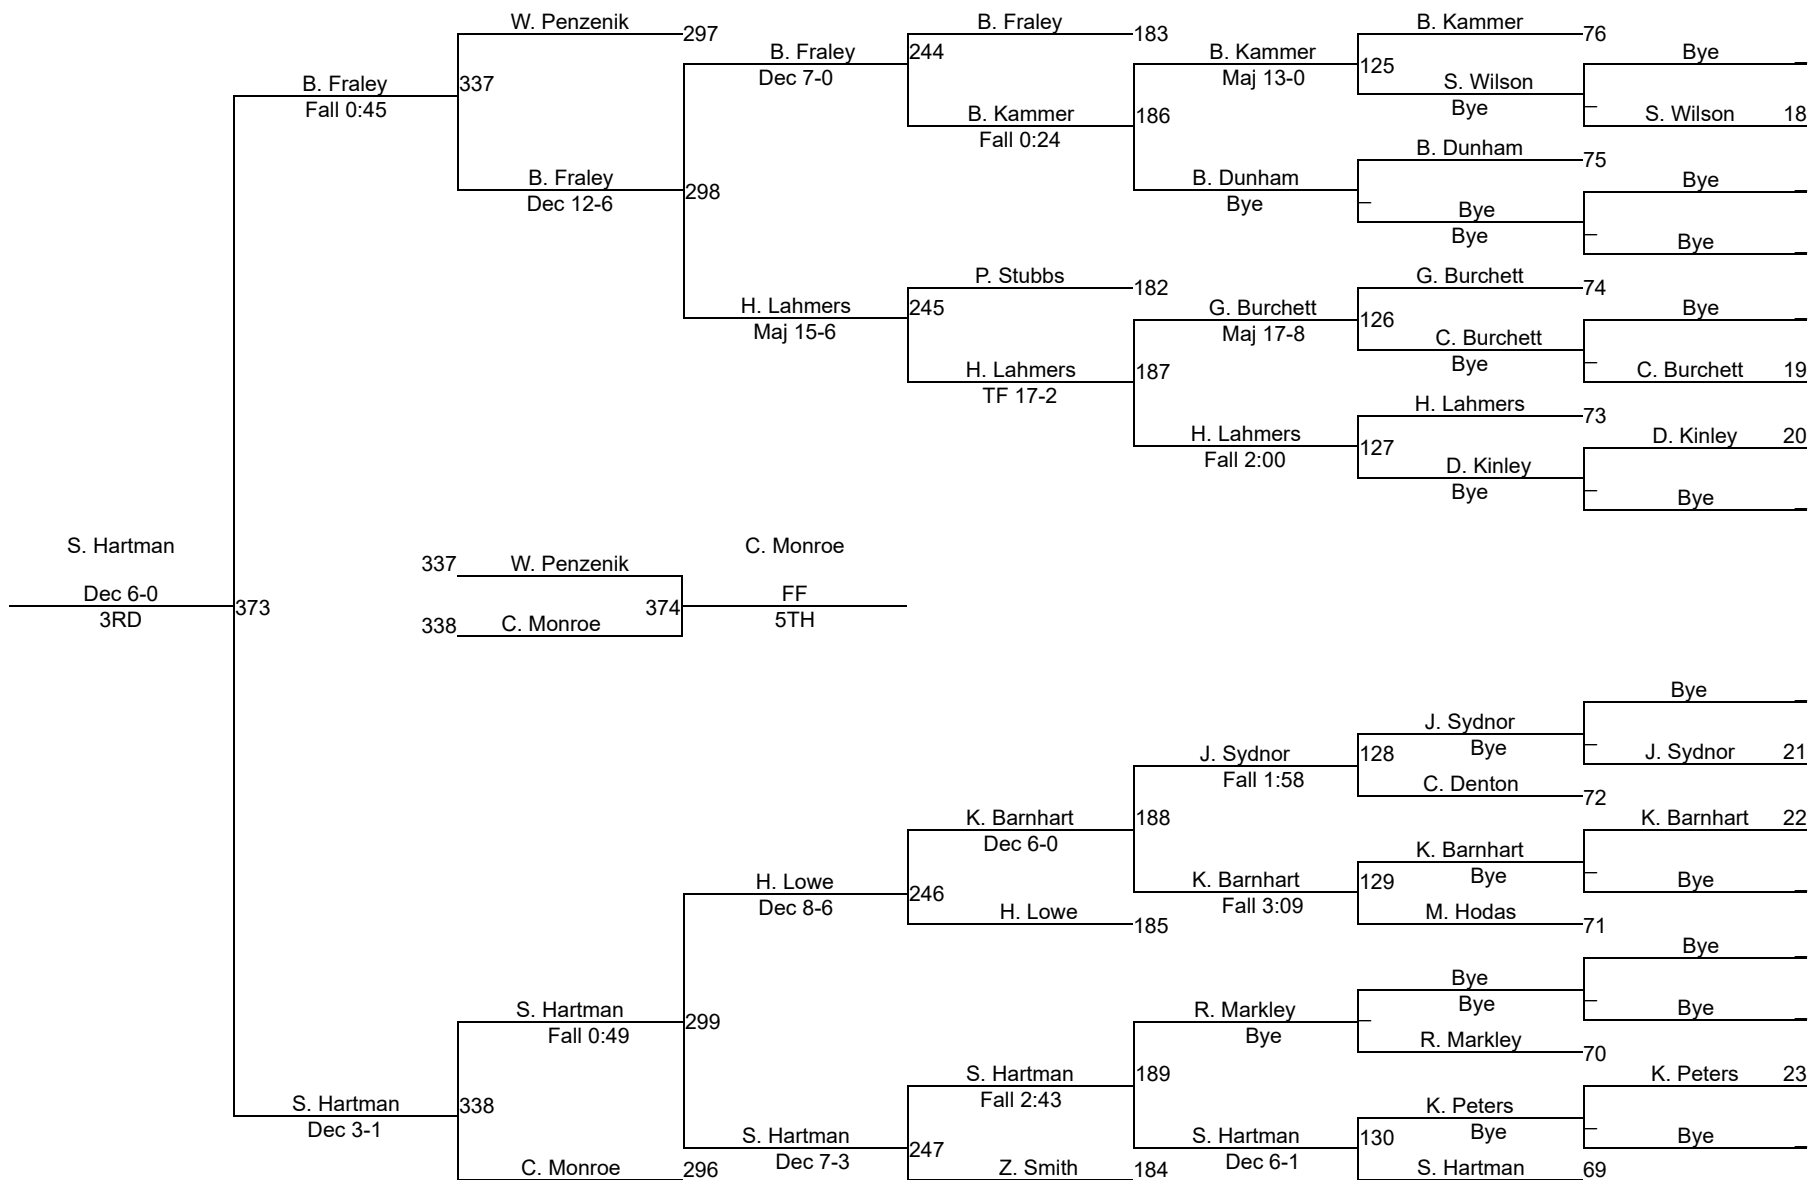 W. Penzenik 297
B. Fraley 183
B. Kammer 76
B. Fraley
Dec 7-0
244
B. Kammer
Maj 13-0
125
Bye
B. Fraley
Fall 0:45
337
S. Wilson
Bye
S. Wilson 18
B. Kammer
Fall 0:24
186
B. Dunham 75
B. Fraley
Dec 12-6
298
B. Dunham
Bye
Bye
Bye
Bye
Bye
P. Stubbs 182
G. Burchett 74
H. Lahmers
Maj 15-6
245
G. Burchett
Maj 17-8
126
Bye
C. Burchett
Bye
C. Burchett 19
H. Lahmers
TF 17-2
187
H. Lahmers 73
H. Lahmers
Fall 2:00
127
D. Kinley 20
D. Kinley
Bye
Bye
S. Hartman
Dec 6-0
3RD
373
337 W. Penzenik
338 C. Monroe
374
C. Monroe
FF
5TH
Bye
J. Sydnor
Bye
J. Sydnor 21
J. Sydnor
Fall 1:58
128
C. Denton 72
K. Barnhart
Dec 6-0
188
K. Barnhart 22
K. Barnhart
Bye
Bye
H. Lowe
Dec 8-6
246
K. Barnhart
Fall 3:09
129
H. Lowe 185
M. Hodas 71
Bye
Bye
Bye
Bye
S. Hartman
Fall 0:49
299
R. Markley
Bye
R. Markley 70
S. Hartman
Fall 2:43
189
K. Peters 23
S. Hartman
Dec 3-1
338
K. Peters
Bye
Bye
S. Hartman
Dec 7-3
247
S. Hartman
Dec 6-1
130
C. Monroe 296
Z. Smith 184
S. Hartman 69